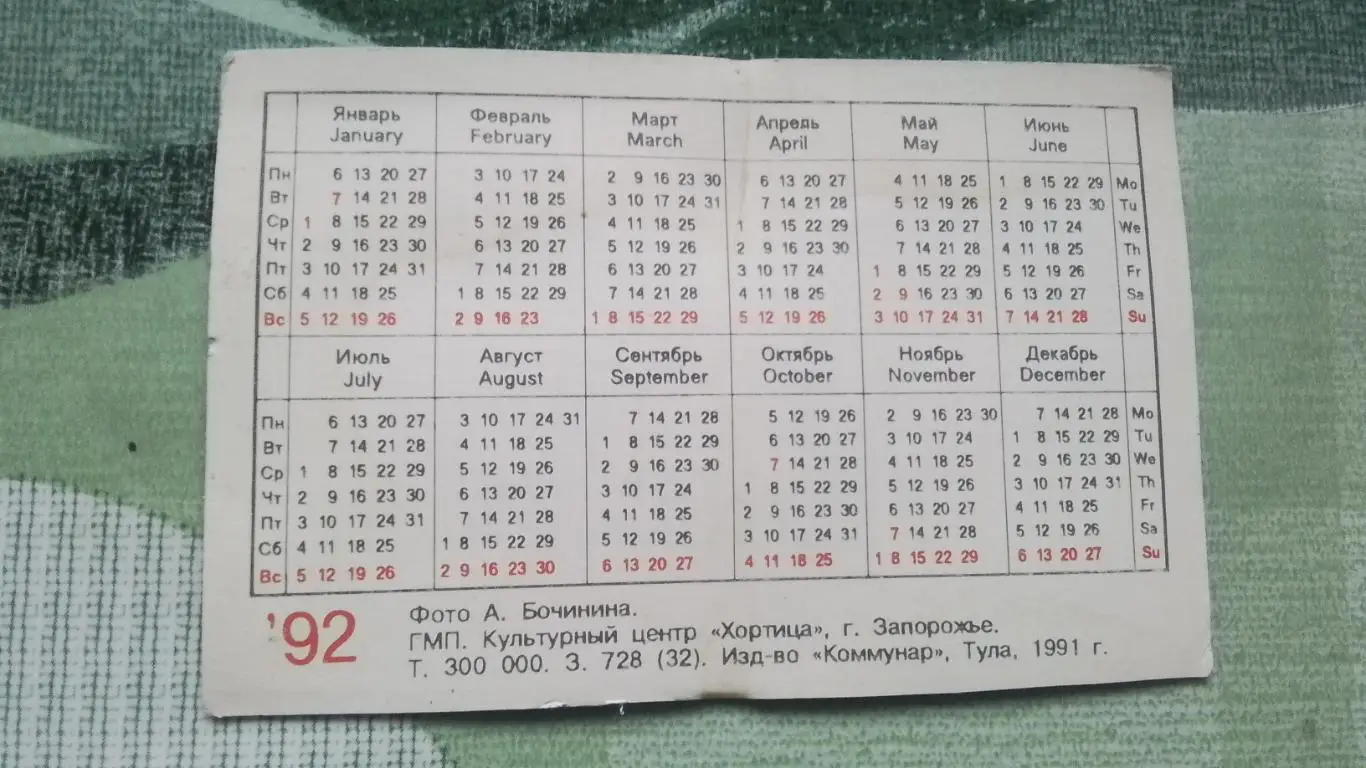 Январь Февраль Март Апрель Май Июнь
January February March April May June
Пн 6 13 20 27 3 10 17 24 2 9 16 23 30 6 13 20 27 4 11 18 25 1 8 15 22 29 Mo
Вт 7 14 21 28 4 11 18 25 3 10 17 24 31 7 14 21 28 5 12 19 26 2 9 16 23 30 Tu
Ср 1 8 15 22 29 5 12 19 26 4 11 18 25 1 8 15 22 29 6 13 20 27 3 10 17 24 We
Чт 2 9 16 23 30 6 13 20 27 5 12 19 26 2 9 16 23 30 7 14 21 28 4 11 18 25 Th
Пт 3 10 17 24 31 7 14 21 28 6 13 20 27 3 10 17 24 1 8 15 22 29 5 12 19 26 Fr
Сб 4 11 18 25 1 8 15 22 29 7 14 21 28 4 11 18 25 2 9 16 23 30 6 13 20 27 Sa
Вс 5 12 19 26 2 9 16 23 1 8 15 22 29 5 12 19 26 3 10 17 24 31 7 14 21 28 Su
Июль Август Сентябрь Октябрь Ноябрь Декабрь
July August September October November December
Пн 6 13 20 27 3 10 17 24 31 7 14 21 28 5 12 19 26 2 9 16 23 30 7 14 21 28 Mo
Вт 7 14 21 28 4 11 18 25 1 8 15 22 29 6 13 20 27 3 10 17 24 1 8 15 22 29 Tu
Ср 1 8 15 22 29 5 12 19 26 2 9 16 23 30 7 14 21 28 4 11 18 25 2 9 16 23 30 We
Чт 2 9 16 23 30 6 13 20 27 3 10 17 24 1 8 15 22 29 5 12 19 26 3 10 17 24 31 Th
Пт 3 10 17 24 31 7 14 21 28 4 11 18 25 2 9 16 23 30 6 13 20 27 4 11 18 25 Fr
Сб 4 11 18 25 1 8 15 22 29 5 12 19 26 3 10 17 24 31 7 14 21 28 5 12 19 26 Sa
Вс 5 12 19 26 2 9 16 23 30 6 13 20 27 4 11 18 25 1 8 15 22 29 6 13 20 27 Su
'92
Фото А. Бочинина.
ГМП. Культурный центр «Хортица», г. Запорожье.
Т. 300 000. З. 728 (32). Изд-во «Коммунар», Тула, 1991 г.